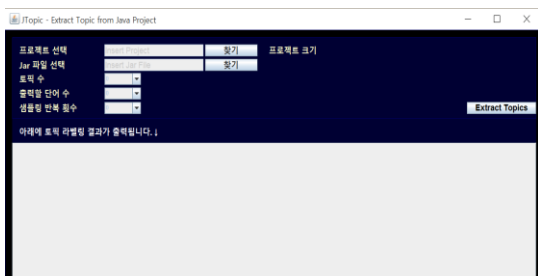 JTopic - Extract Topic from Java Project
프로젝트 선택 Insert Project 찾기 프로젝트 크기
Jar 파일 선택 Insert Jar File 찾기
토픽 수
출력할 단어 수
샘플링 반복 횟수 Extract Topics
아래에 토픽 라벨링 결과가 출력됩니다.↓